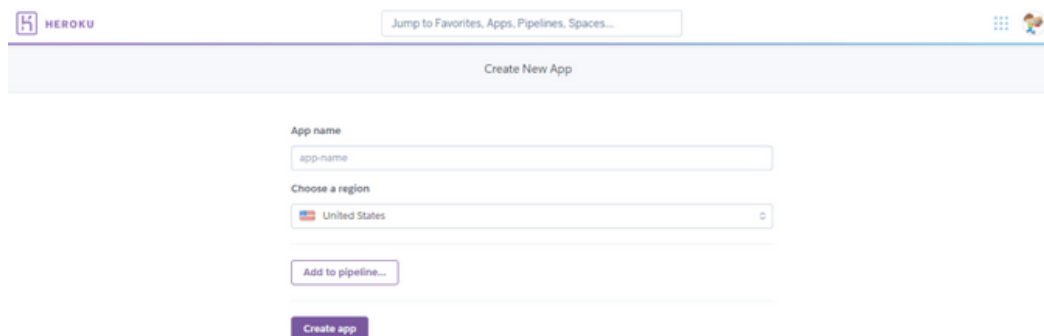 HEROKU
Jump to Favorites, Apps, Pipelines, Spaces...
Create New App
App name
app-name
Choose a region
United States
Add to pipeline...
Create app